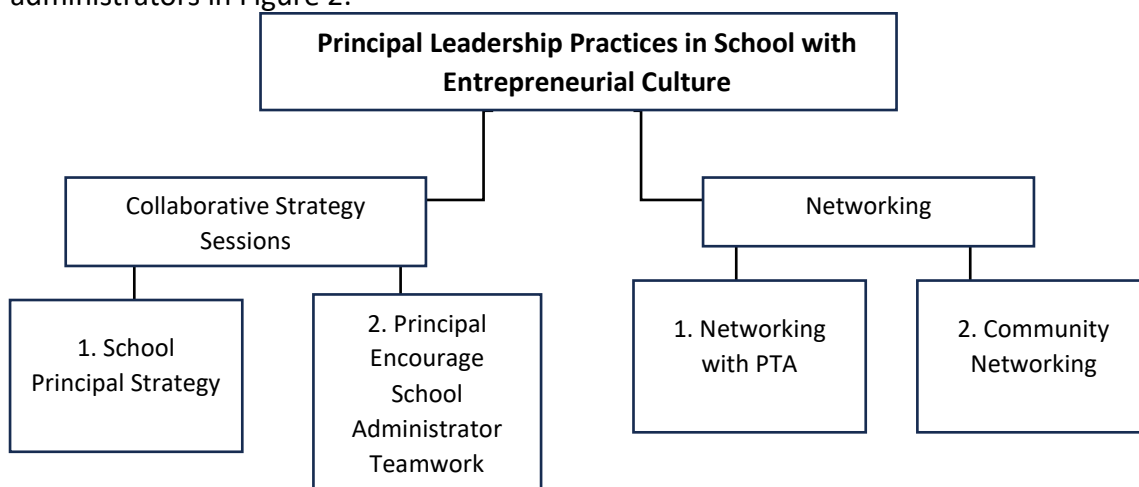 administrators in Figure 2.
Principal Leadership Practices in School with
Entrepreneurial Culture
Collaborative Strategy
Sessions
Networking
1. School
Principal Strategy
2. Principal
Encourage
School
Administrator
Teamwork
1. Networking
with PTA
2. Community
Networking